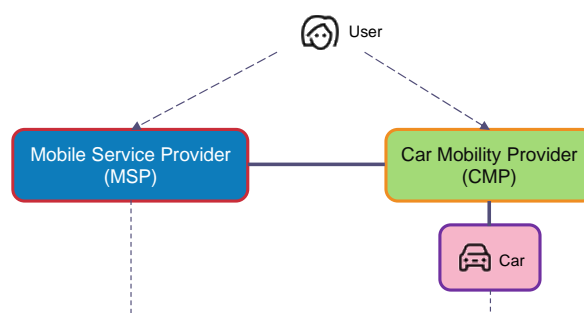 User
Mobile Service Provider
(MSP)
Car Mobility Provider
(CMP)
Car